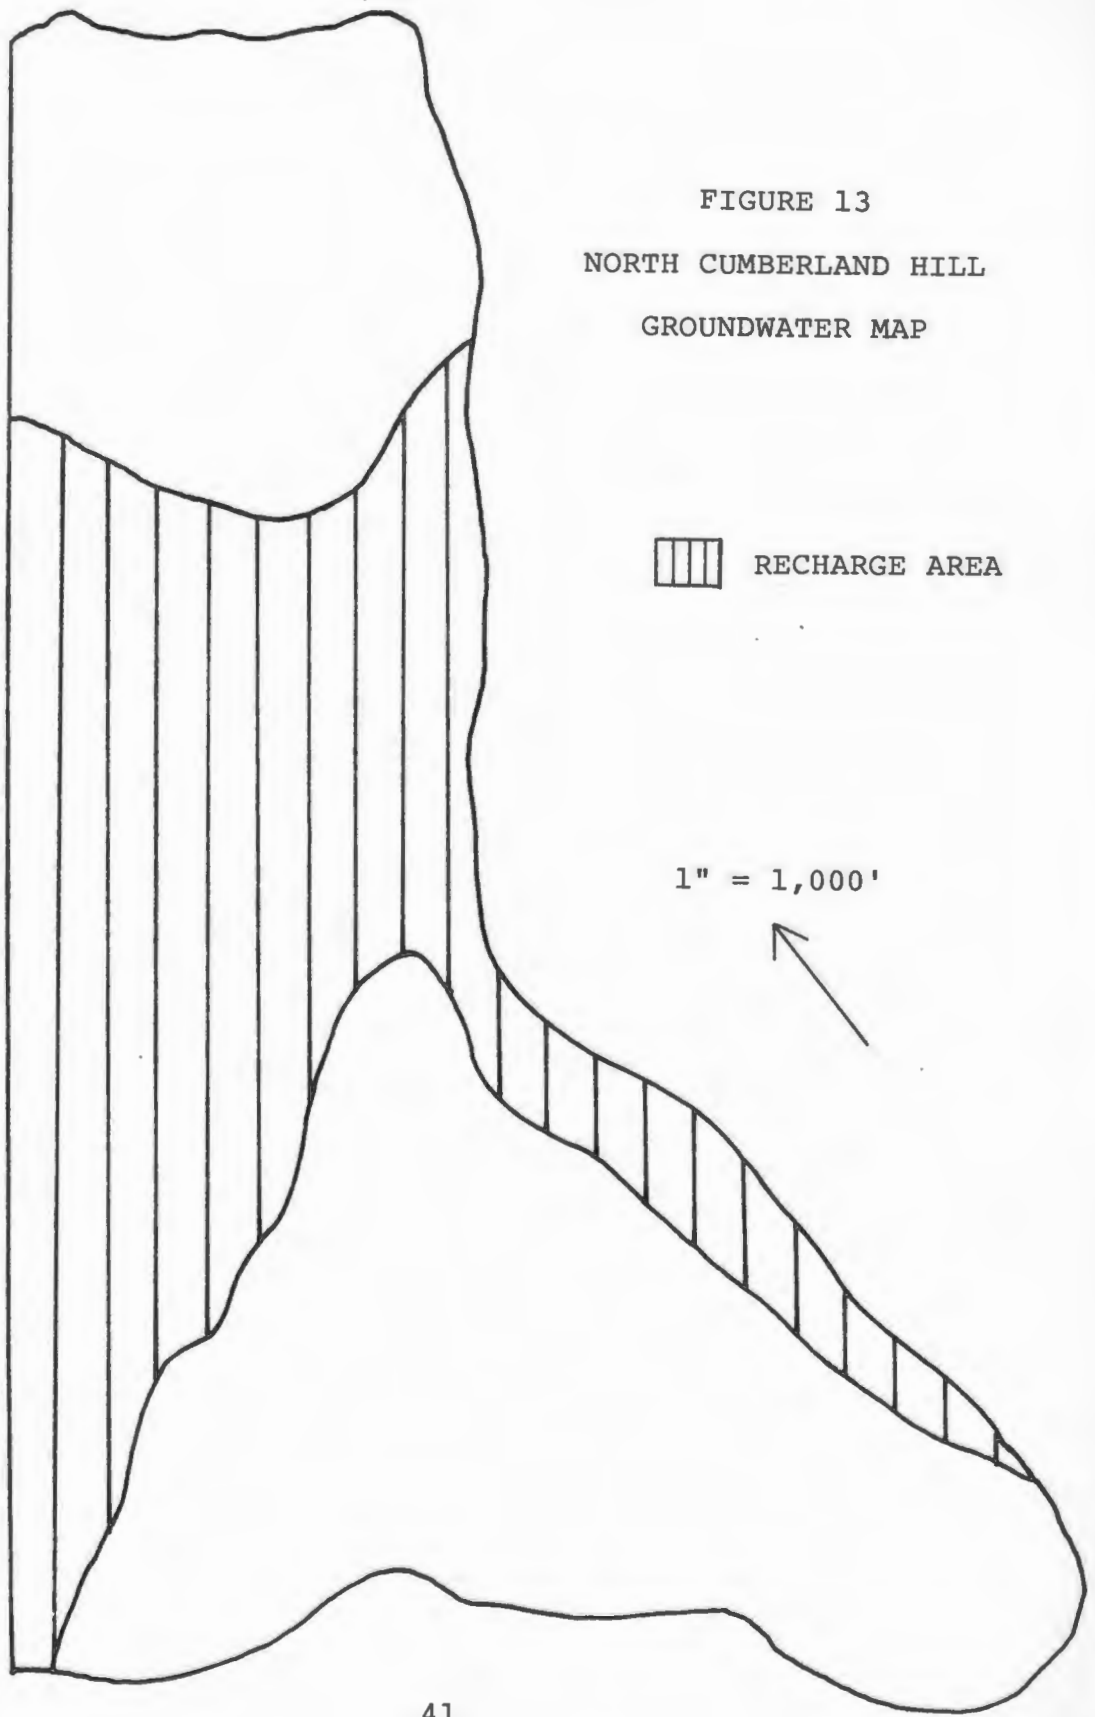 FIGURE 13
NORTH CUMBERLAND HILL
GROUNDWATER MAP
RECHARGE AREA
1" = 1,000'
41